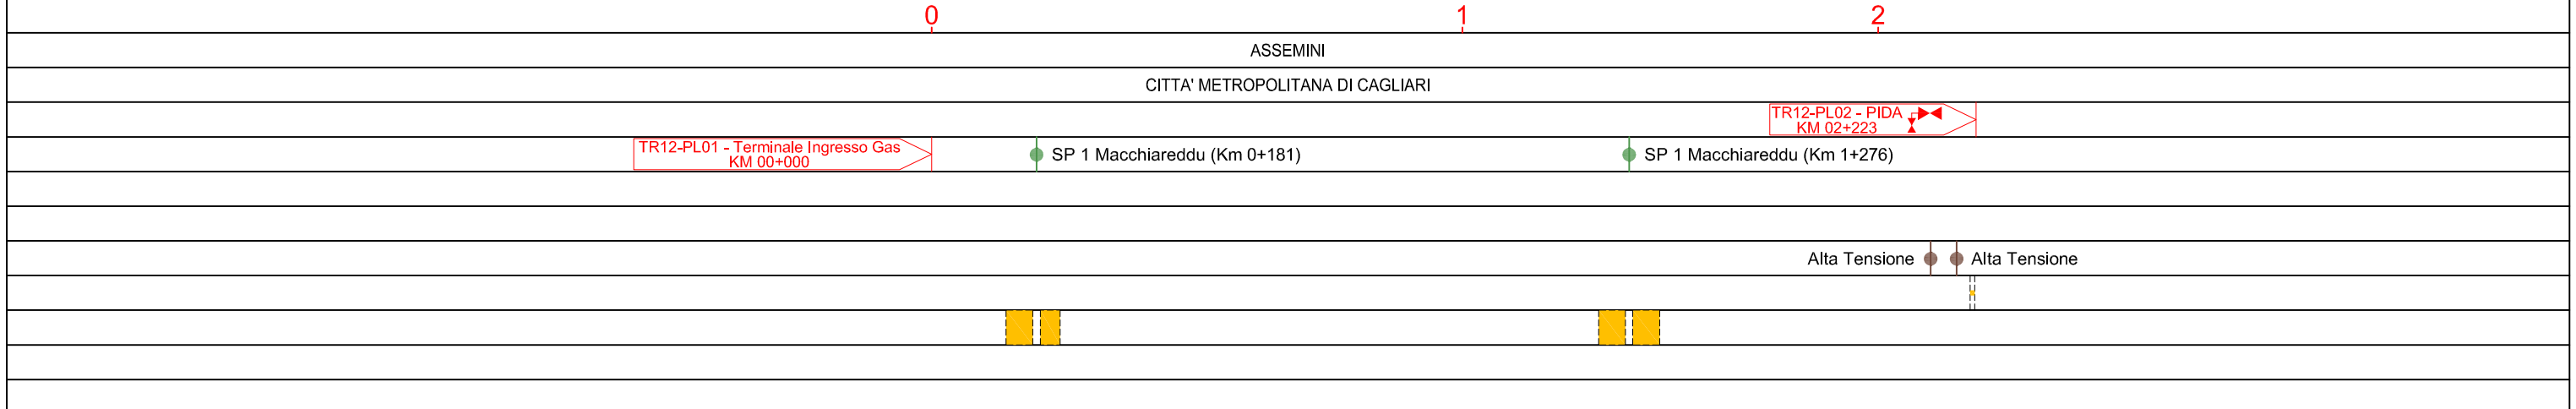 0 1 2
ASSEMINI
CITTA' METROPOLITANA DI CAGLIARI
TR12-PL02 - PIDA
KM 02+223
TR12-PL01 - Terminale Ingresso Gas
KM 00+000
SP 1 Macchiareddu (Km 0+181)
SP 1 Macchiareddu (Km 1+276)
Alta Tensione
Alta Tensione